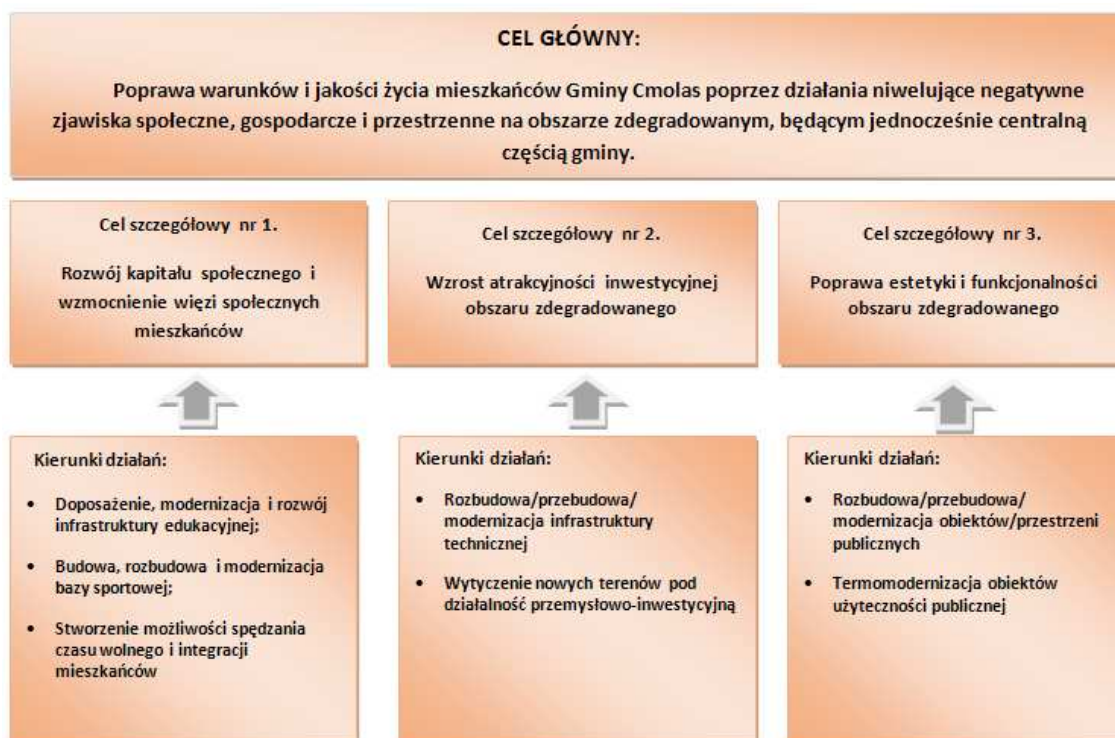 CEL GŁÓWNY:
Poprawa warunków i jakości życia mieszkańców Gminy Cmolas poprzez działania niwelujące negatywne
zjawiska społeczne, gospodarcze i przestrzenne na obszarze zdegradowanym, będącym jednocześnie centralną
częścią gminy.
Cel szczegółowy nr 1.
Rozwój kapitału społecznego i
wzmocnienie więzi społecznych
mieszkańców
Cel szczegółowy nr 2.
Wzrost atrakcyjności inwestycyjnej
obszaru zdegradowanego
Cel szczegółowy nr 3.
Poprawa estetyki i funkcjonalności
obszaru zdegradowanego
Kierunki działań:
• Doposażenie, modernizacja i rozwój
infrastruktury edukacyjnej;
• Budowa, rozbudowa i modernizacja
bazy sportowej;
• Stworzenie możliwości spędzania
czasu wolnego i integracji
mieszkańców
Kierunki działań:
• Rozbudowa/przebudowa/
modernizacja infrastruktury
technicznej
• Wytyczenie nowych terenów pod
działalność przemysłowo-inwestycyjną
Kierunki działań:
• Rozbudowa/przebudowa/
modernizacja obiektów/przestrzeni
publicznych
• Termomodernizacja obiektów
użyteczności publicznej